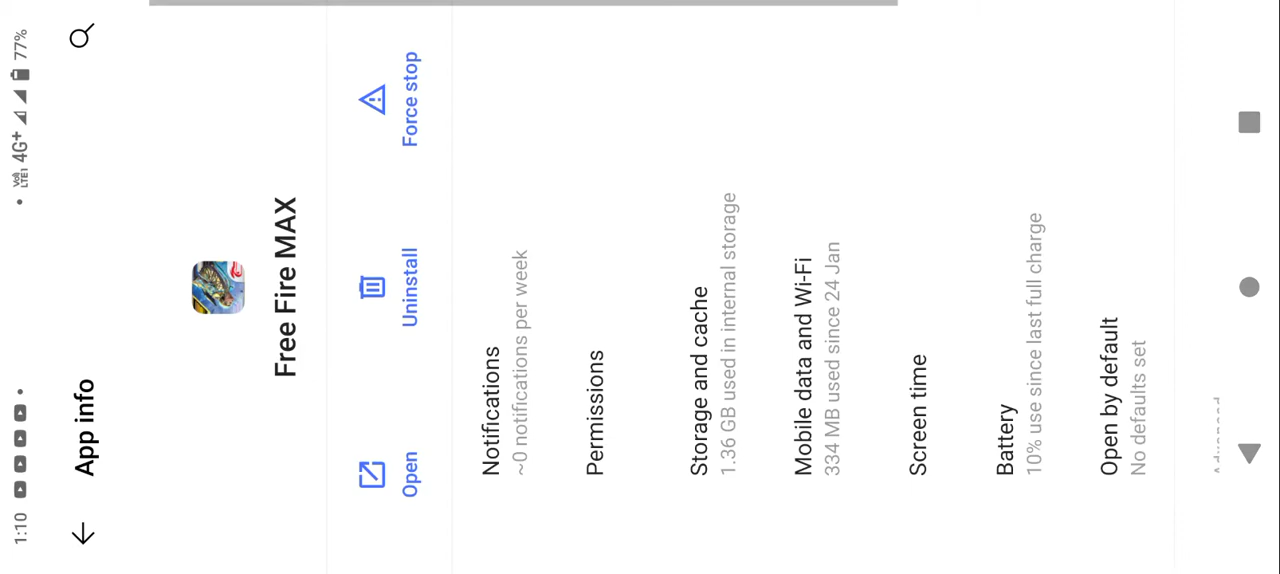 1:10
Vo) LTE1 4G+ 77%
App info
Free Fire MAX
Open
Uninstall
Force stop
Notifications
~0 notifications per week
Permissions
Storage and cache
1.36 GB used in internal storage
Mobile data and Wi-Fi
334 MB used since 24 Jan
Screen time
Battery
10% use since last full charge
Open by default
No defaults set